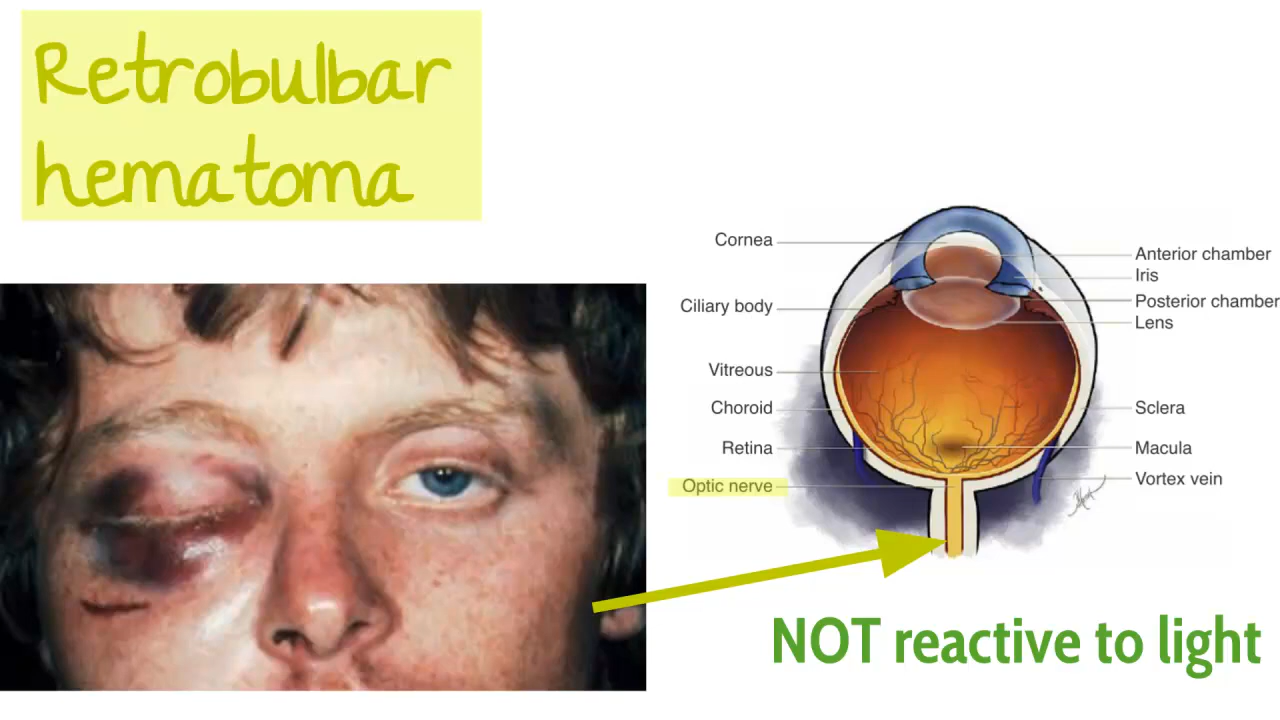 Retrobulbar
hematoma
Cornea
Ciliary body
Vitreous
Choroid
Retina
Optic nerve
Anterior chamber
Iris
Posterior chamber
Lens
Sclera
Macula
Vortex vein
NOT reactive to light